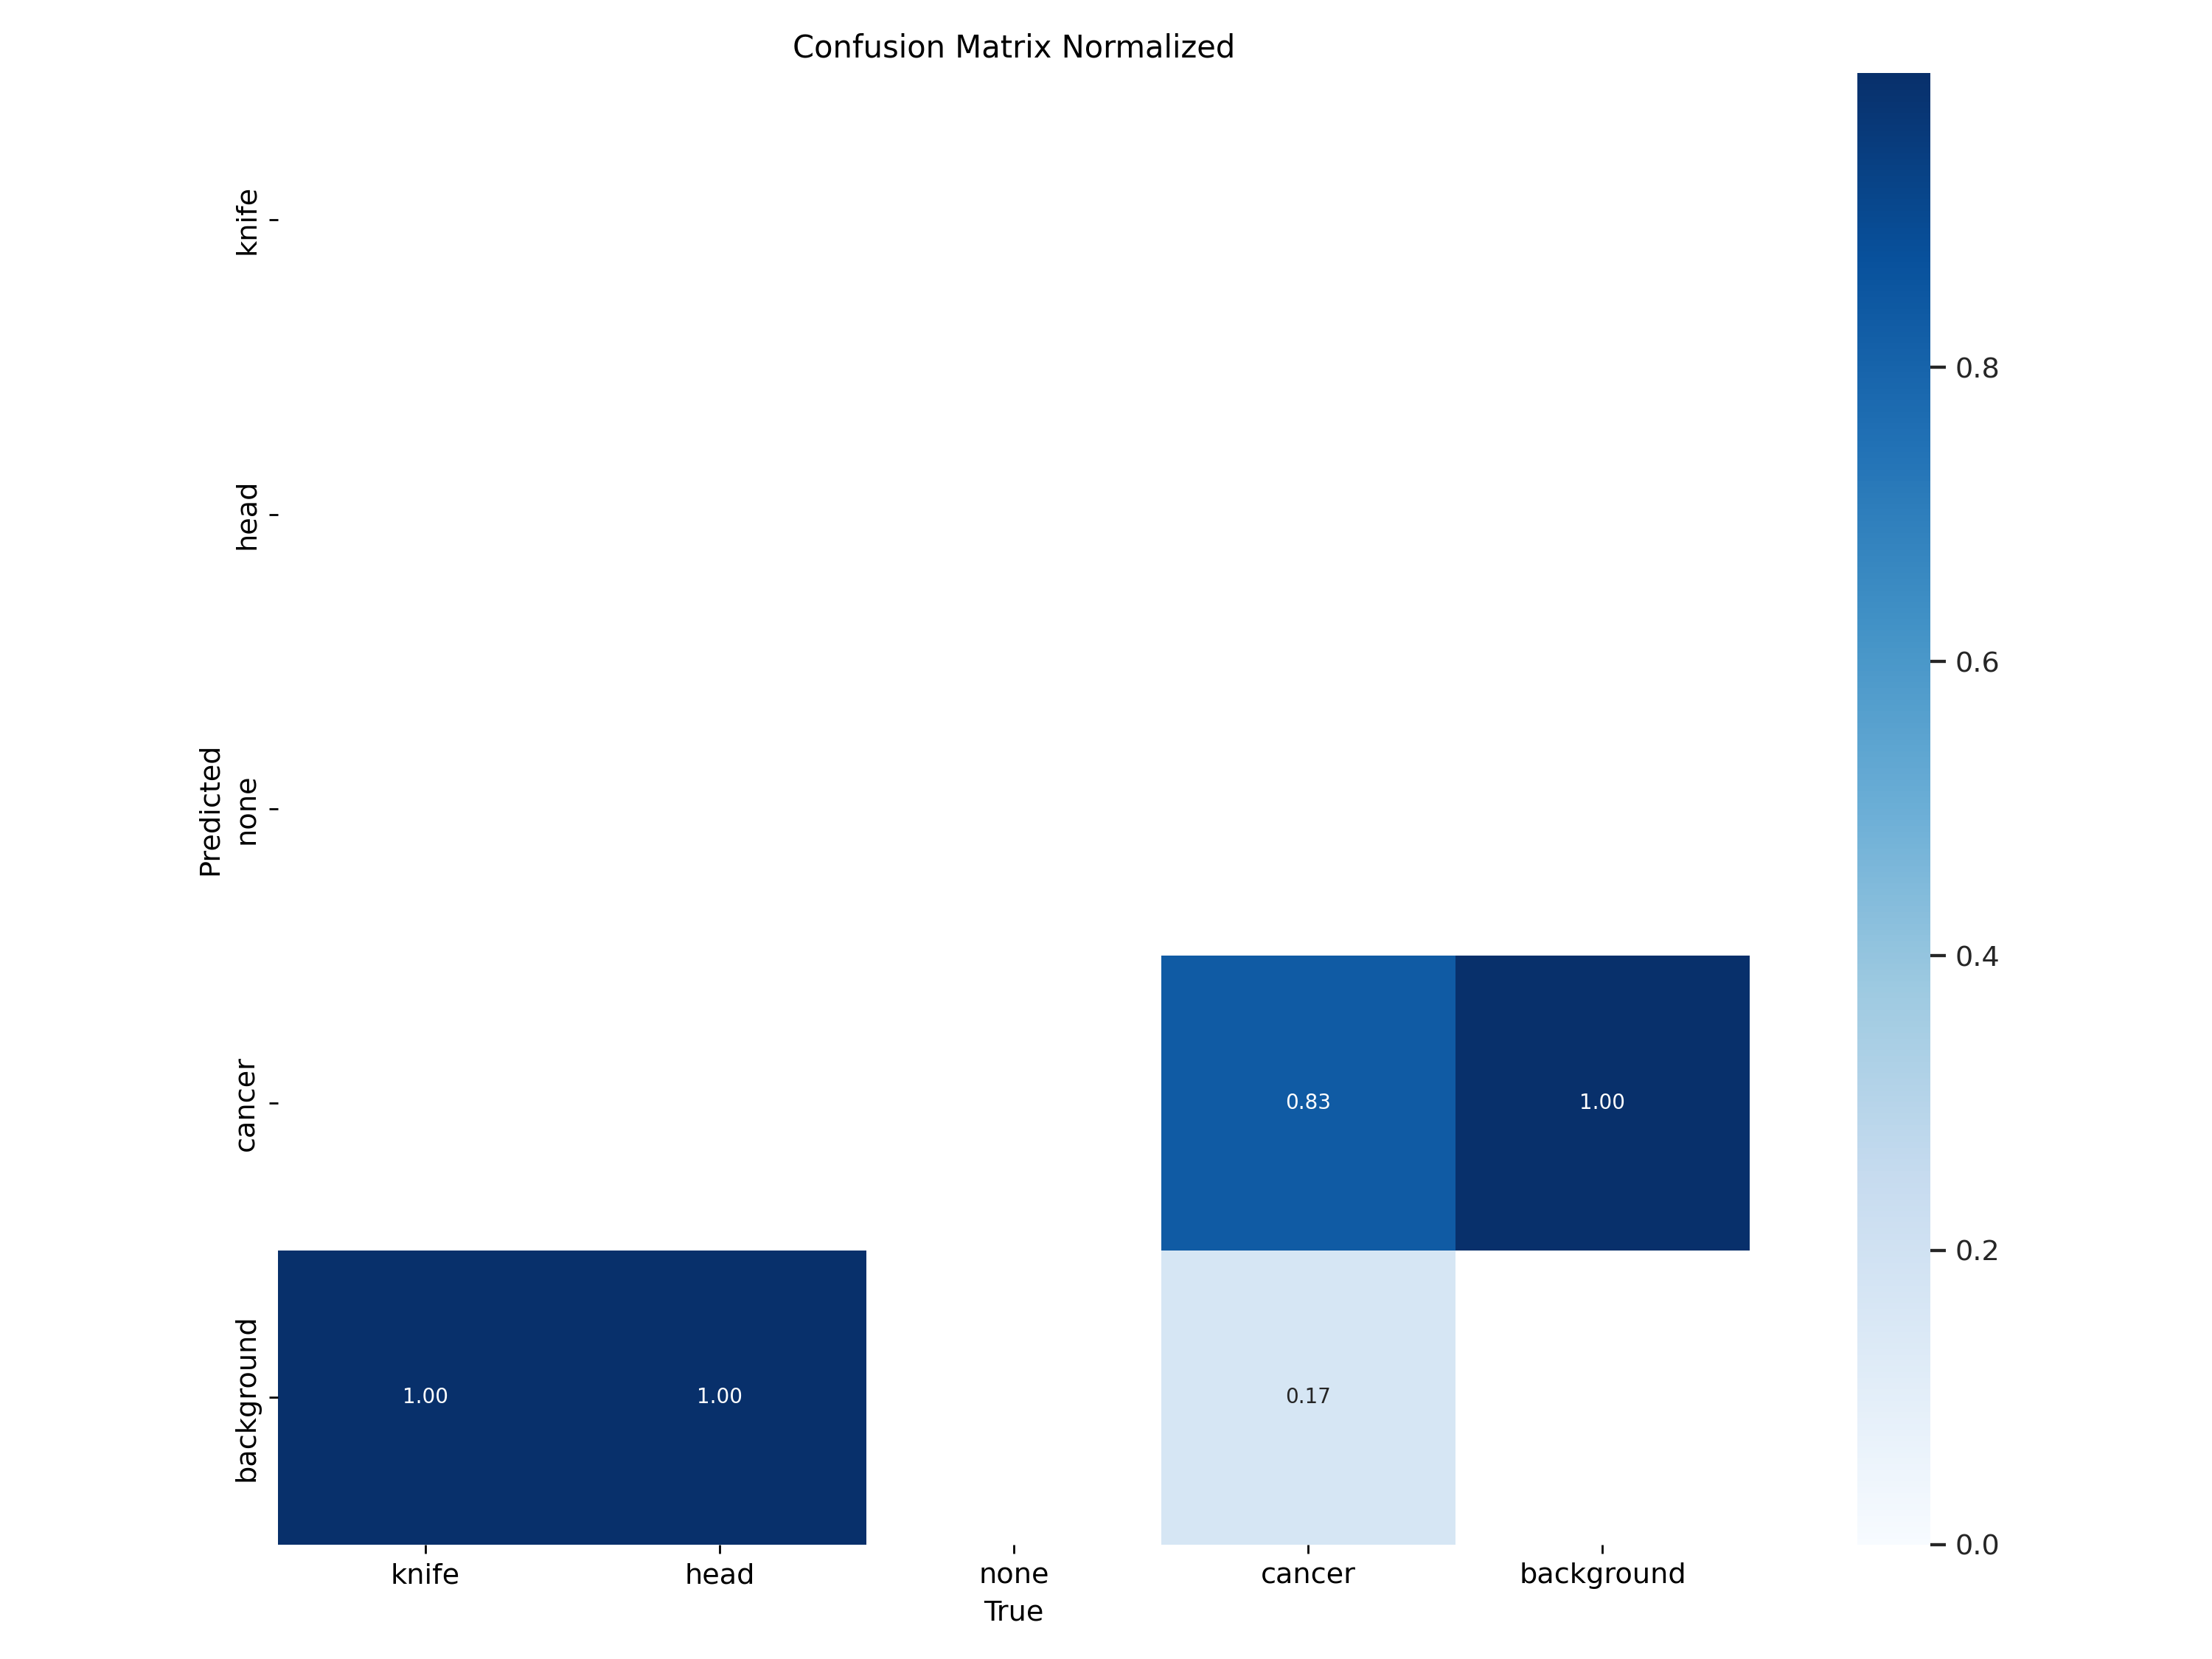 Confusion Matrix Normalized
knife
head
none
cancer
background
Predicted
0.83
1.00
1.00
1.00
0.17
knife
head
none
cancer
background
True
0.8
0.6
0.4
0.2
0.0